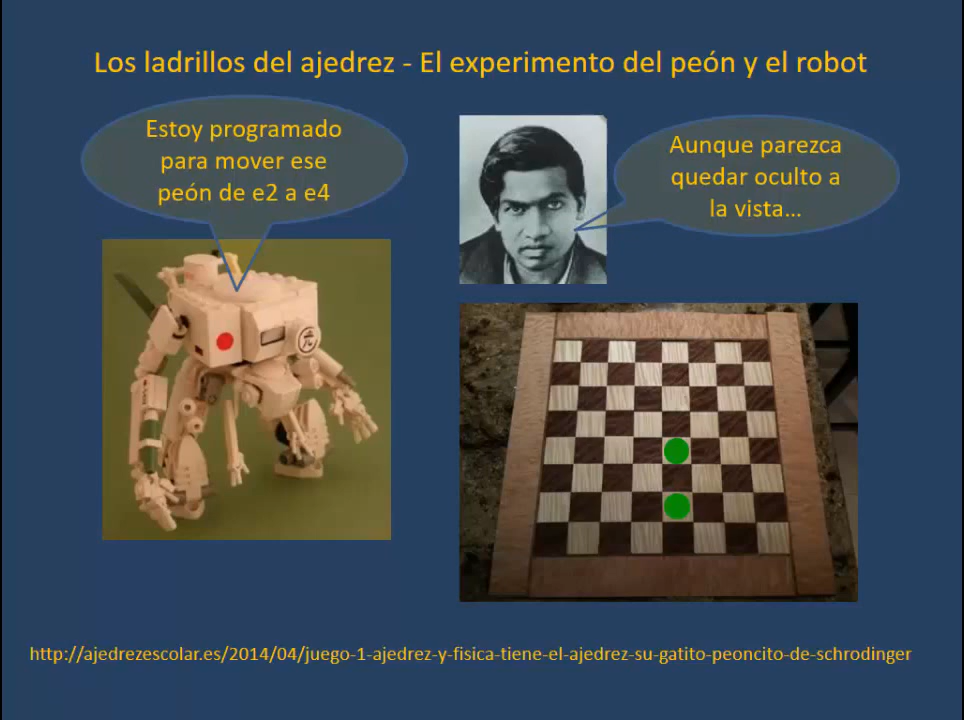 Los ladrillos del ajedrez - El experimento del peón y el robot
Estoy programado
para mover ese
peón de e2 a e4
Aunque parezca
quedar oculto a
la vista...
http://ajedrezescolar.es/2014/04/juego-1-ajedrez-y-fisica-tiene-el-ajedrez-su-gatito-peoncito-de-schrodinger